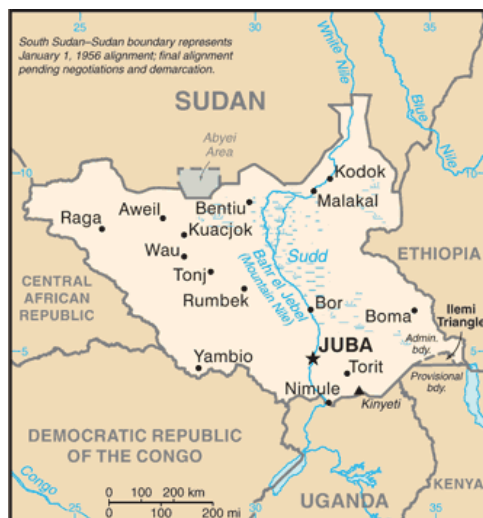 25
30
35
South Sudan–Sudan boundary represents
January 1, 1956 alignment; final alignment
pending negotiations and demarcation.
White Nile
Blue
Nile
SUDAN
Abyei
Area
10
10
Kodok
Malakal
Bentiu
Aweil
Raga
Kuacjok
Wau
Sudd
ETHIOPIA
Bahr el Jebel
(Mountain Nile)
Tonj
Rumbek
CENTRAL
AFRICAN
REPUBLIC
Bor
Boma
Ilemi
Triangle
Admin.
bdy.
5
5
JUBA
Yambio
Torit
Provisional
bdy.
Nimule
Kinyeti
DEMOCRATIC REPUBLIC
OF THE CONGO
Congo
KENYA
UGANDA
0 100 200 km
0 100 200 mi
25
30
35